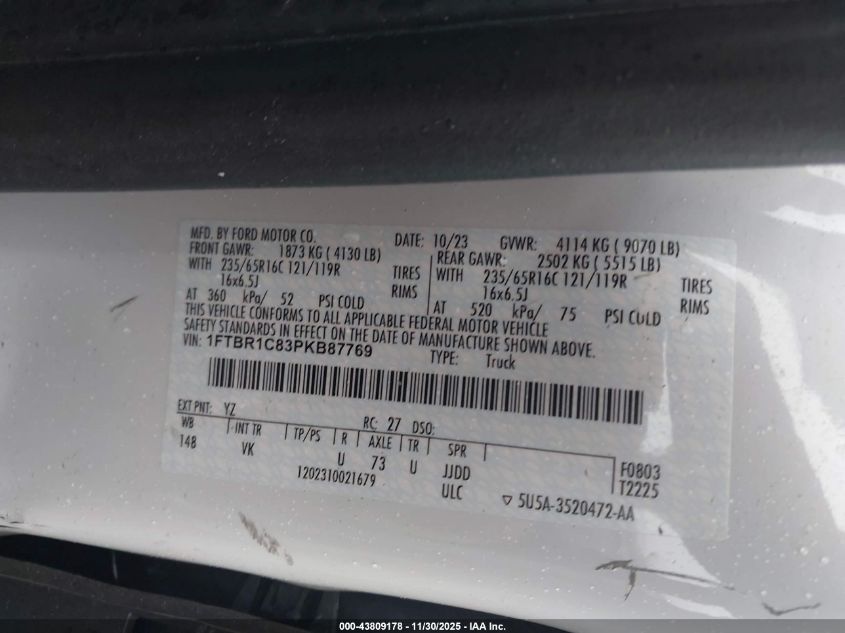 MFD. BY FORD MOTOR CO. DATE: 10/23 GVWR: 4114 KG ( 9070 LB)
FRONT GAWR: 1873 KG ( 4130 LB) REAR GAWR: 2502 KG ( 5515 LB)
WITH 235/65R16C 121/119R TIRES WITH 235/65R16C 121/119R TIRES
16x6.5J RIMS 16x6.5J RIMS
AT 360 kPa/ 52 PSI COLD AT 520 kPa/ 75 PSI COLD
THIS VEHICLE CONFORMS TO ALL APPLICABLE FEDERAL MOTOR VEHICLE
SAFETY STANDARDS IN EFFECT ON THE DATE OF MANUFACTURE SHOWN ABOVE.
VIN: 1FTBR1C83PKB87769 TYPE: Truck
EXT PNT: YZ RC: 27 DSO:
WB INT TR TP/PS R AXLE TR SPR
148 VK U 73 U JJDD F0803
1202310021679 ULC T2225
5U5A-3520472-AA
000-43809178 - 11/30/2025 - IAA Inc.